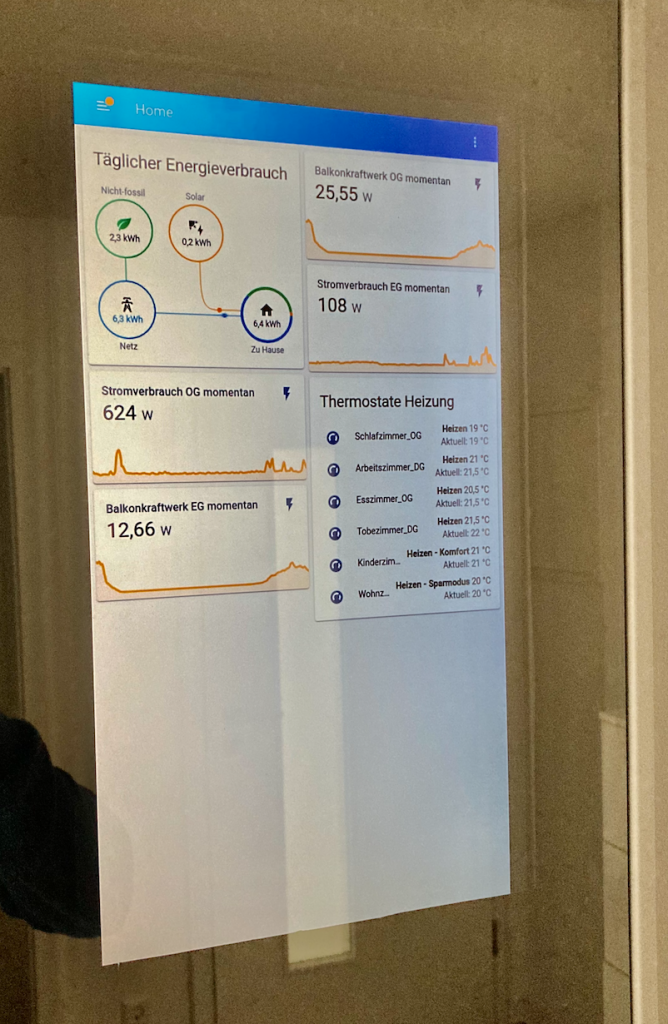 Home
Täglicher Energieverbrauch
Nicht-fossil
Solar
2,3 kWh
0,2 kWh
6,3 kWh
6,4 kWh
Netz
Zu Hause
Balkonkraftwerk OG momentan
25,55 W
Stromverbrauch EG momentan
108 W
Stromverbrauch OG momentan
624 W
Balkonkraftwerk EG momentan
12,66 W
Thermostate Heizung
Schlafzimmer_OG
Heizen 19 °C
Aktuell: 19 °C
Arbeitszimmer_DG
Heizen 21 °C
Aktuell: 21,5 °C
Esszimmer_OG
Heizen 20,5 °C
Aktuell: 21,5 °C
Tobezimmer_DG
Heizen 21,5 °C
Aktuell: 22 °C
Kinderzim...
Heizen - Komfort 21 °C
Aktuell: 21 °C
Wohnz...
Heizen - Sparmodus 20 °C
Aktuell: 20 °C